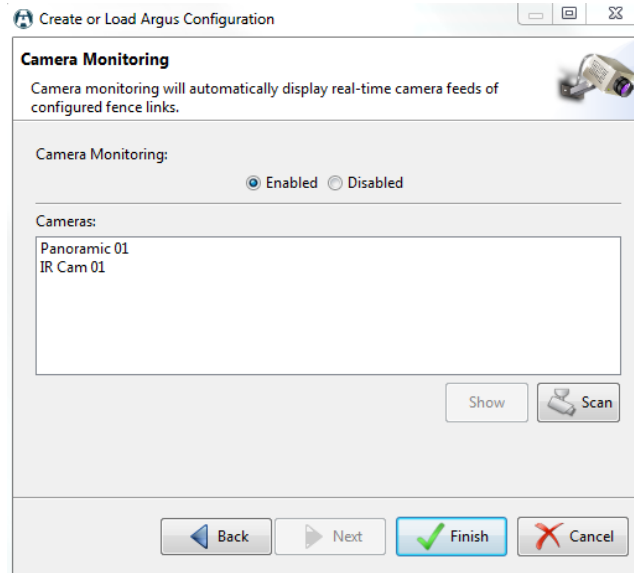 Create or Load Argus Configuration
Camera Monitoring
Camera monitoring will automatically display real-time camera feeds of
configured fence links.
Camera Monitoring:
Enabled Disabled
Cameras:
Panoramic 01
IR Cam 01
Show Scan
Back Next Finish Cancel